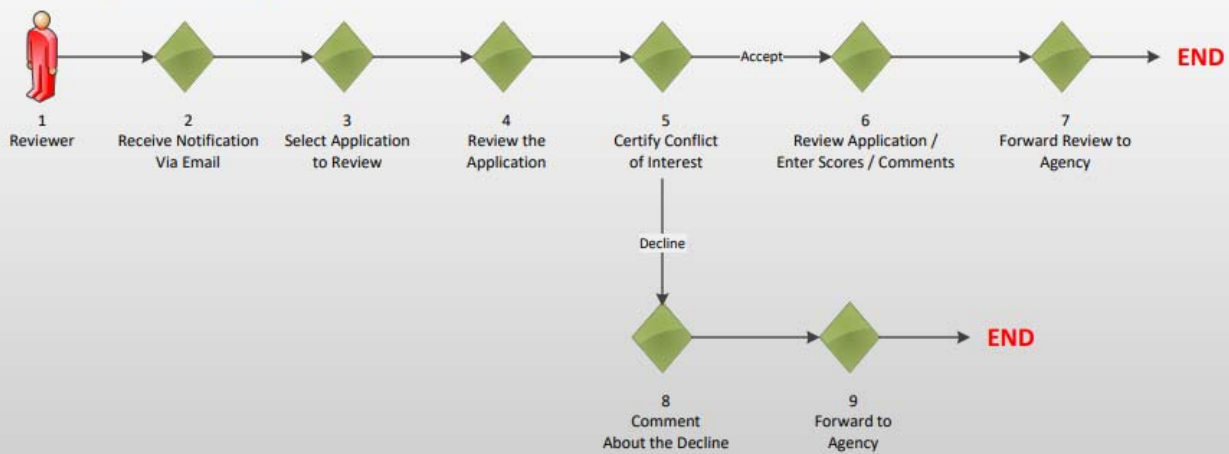 Accept
END
1
Reviewer
2
Receive Notification
Via Email
3
Select Application
to Review
4
Review the
Application
5
Certify Conflict
of Interest
6
Review Application /
Enter Scores / Comments
7
Forward Review to
Agency
Decline
END
8
Comment
About the Decline
9
Forward to
Agency